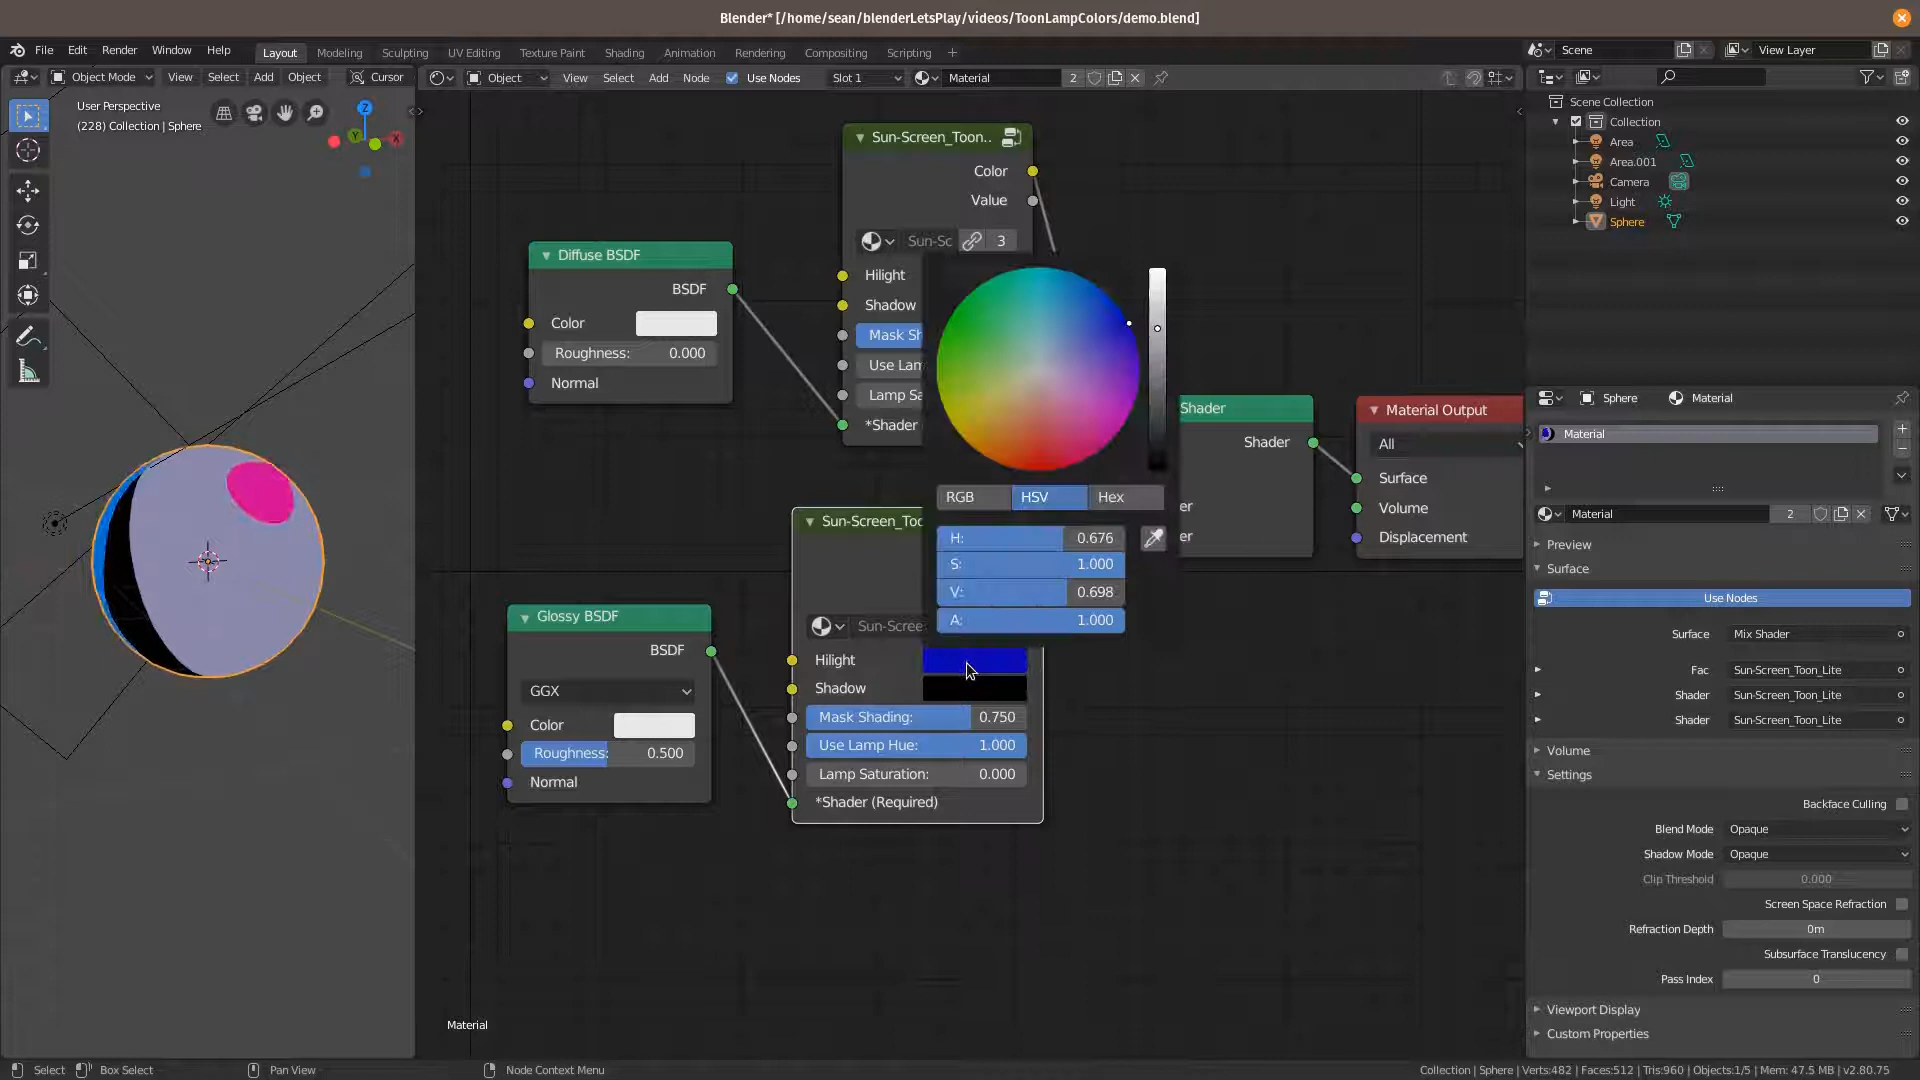 Blender* [/home/sean/blenderLetsPlay/videos/ToonLampColors/demo.blend]
File Edit Render Window Help
Layout Modeling Sculpting UV Editing Texture Paint Shading Animation Rendering Compositing Scripting +
Scene
View Layer
Object Mode View Select Add Object Cursor
Object View Select Add Node Use Nodes Slot 1 Material 2
User Perspective
(228) Collection | Sphere
Z
Y
X
Sun-Screen_Toon..
Color
Value
Sun-Sc 3
Hilight
Shadow
Mask Sh
Use Lam
Lamp Sa
*Shader
Diffuse BSDF
BSDF
Color
Roughness: 0.000
Normal
RGB HSV Hex
H: 0.676
S: 1.000
V: 0.698
A: 1.000
Shader
Shader
er
er
Material Output
All
Surface
Volume
Displacement
Sun-Screen_Too
Sun-Scree
Hilight
Shadow
Mask Shading: 0.750
Use Lamp Hue: 1.000
Lamp Saturation: 0.000
*Shader (Required)
Glossy BSDF
BSDF
GGX
Color
Roughness: 0.500
Normal
Material
Scene Collection
Collection
Area
Area.001
Camera
Light
Sphere
Sphere Material
Material
Material 2
Preview
Surface
Use Nodes
Surface Mix Shader
Fac Sun-Screen_Toon_Lite
Shader Sun-Screen_Toon_Lite
Shader Sun-Screen_Toon_Lite
Volume
Settings
Backface Culling
Blend Mode Opaque
Shadow Mode Opaque
Clip Threshold 0.000
Screen Space Refraction
Refraction Depth 0m
Subsurface Translucency
Pass Index 0
Viewport Display
Custom Properties
Select Box Select Pan View Node Context Menu
Collection | Sphere | Verts:482 | Faces:512 | Tris:960 | Objects:1/5 | Mem: 47.5 MB | v2.80.75